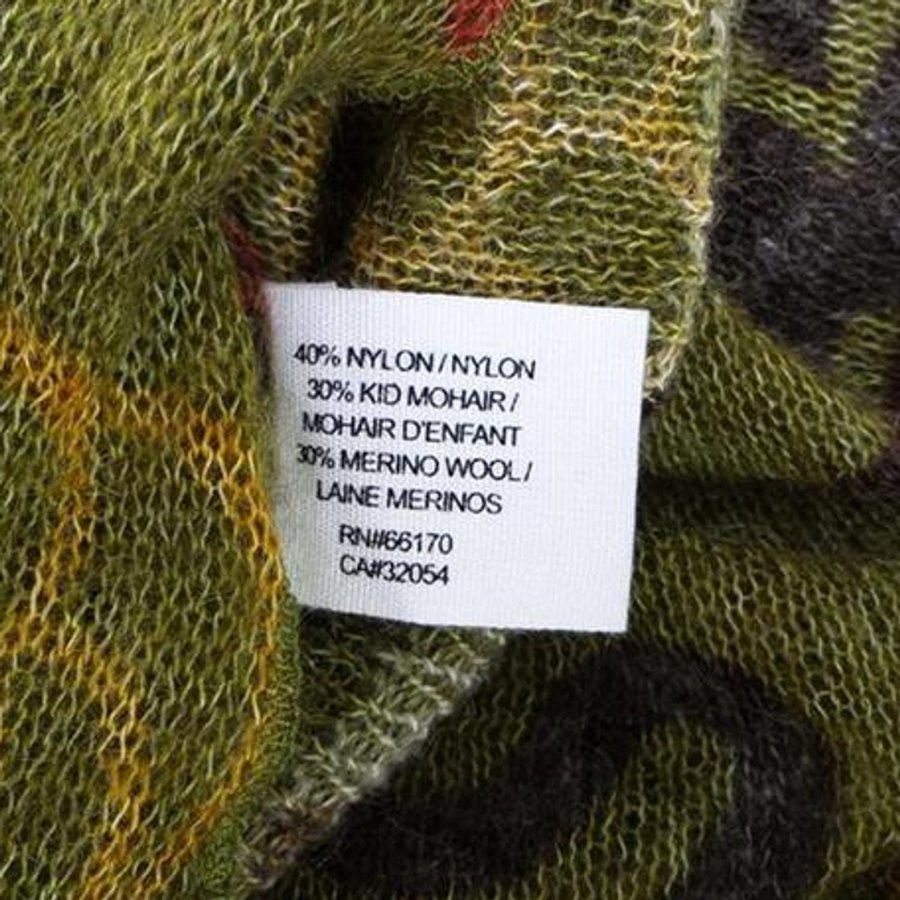 40% NYLON / NYLON
30% KID MOHAIR /
MOHAIR D'ENFANT
30% MERINO WOOL /
LAINE MERINOS
RN#66170
CA#32054